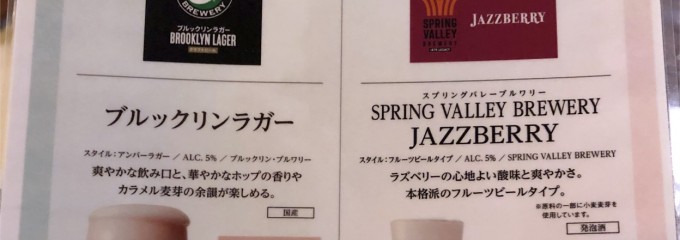 BREWERY
ブルックリンラガー
BROOKLYN LAGER
ブルックリンラガー
スタイル：アンバーラガー ／ ALC. 5% ／ ブルックリン・ブルワリー
爽やかな飲み口と、華やかなホップの香りや
カラメル麦芽の余韻が楽しめる。
国産
SPRING
VALLEY
BREWERY
JAZZBERRY
スプリングバレーブルワリー
SPRING VALLEY BREWERY
JAZZBERRY
スタイル：フルーツビールタイプ ／ ALC. 5% ／ SPRING VALLEY BREWERY
ラズベリーの心地よい酸味と爽やかさ。
本格派のフルーツビールタイプ。
※原料の一部に小麦麦芽を
使用しています。
発泡酒